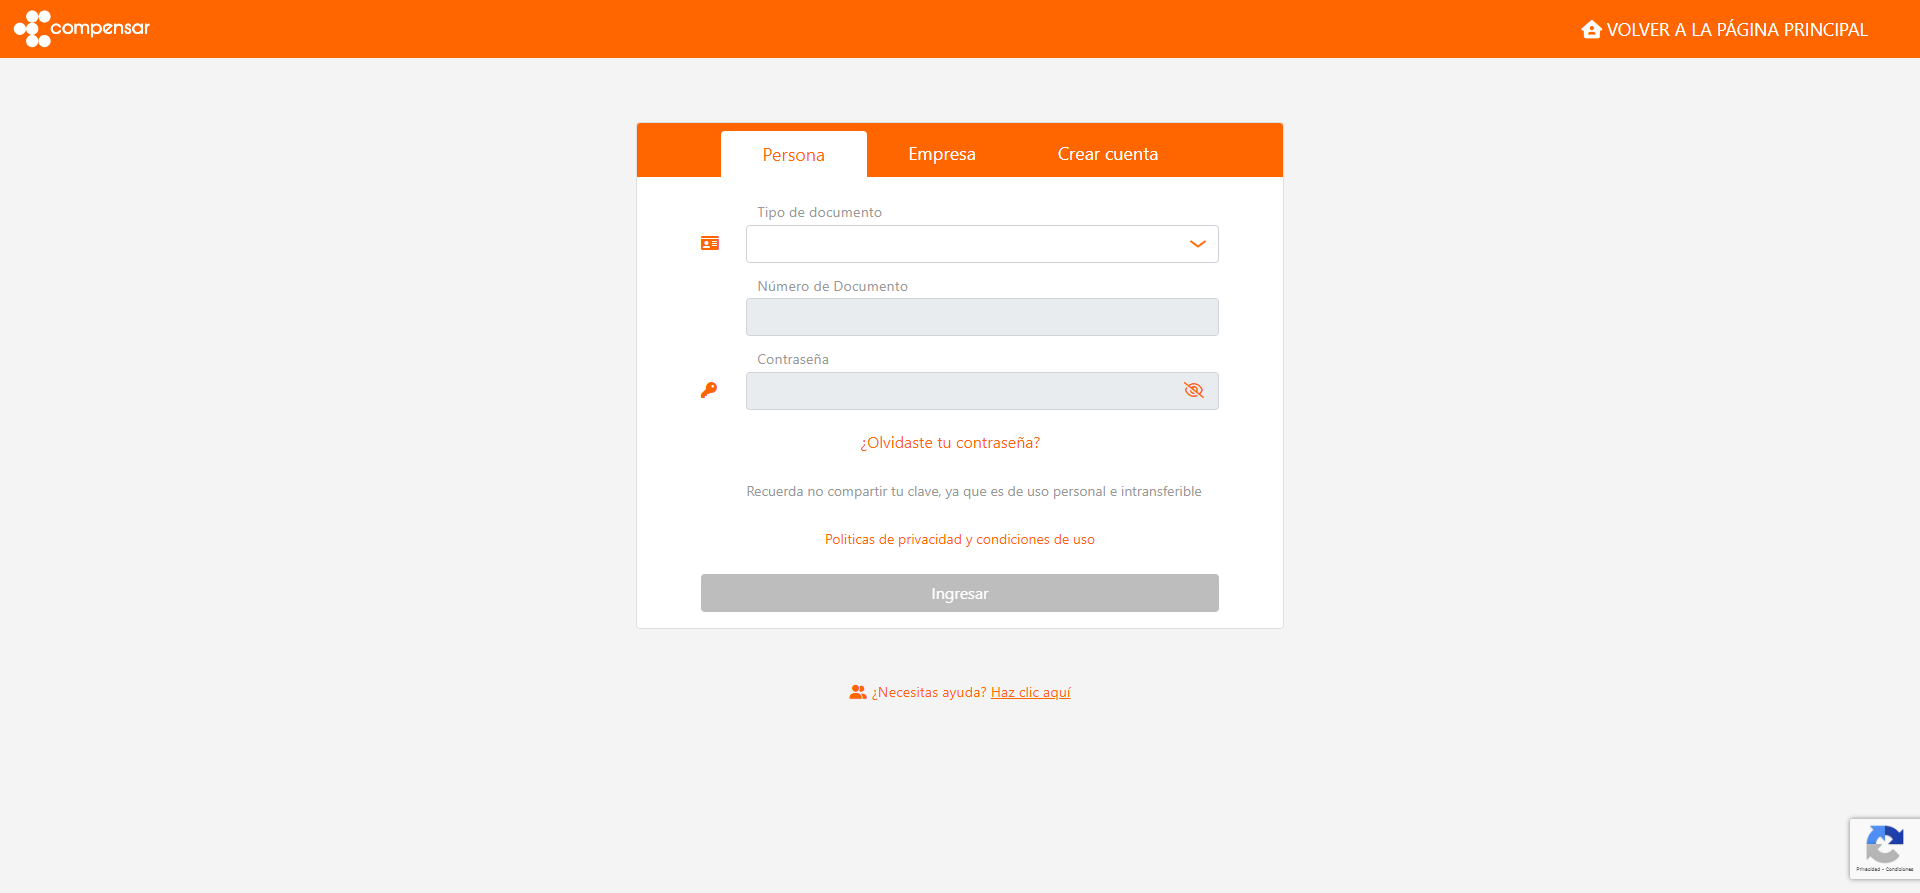 compensar
VOLVER A LA PÁGINA PRINCIPAL
Persona
Empresa
Crear cuenta
Tipo de documento
Número de Documento
Contraseña
¿Olvidaste tu contraseña?
Recuerda no compartir tu clave, ya que es de uso personal e intransferible
Politicas de privacidad y condiciones de uso
Ingresar
¿Necesitas ayuda? Haz clic aquí
Privacidad - Condiciones